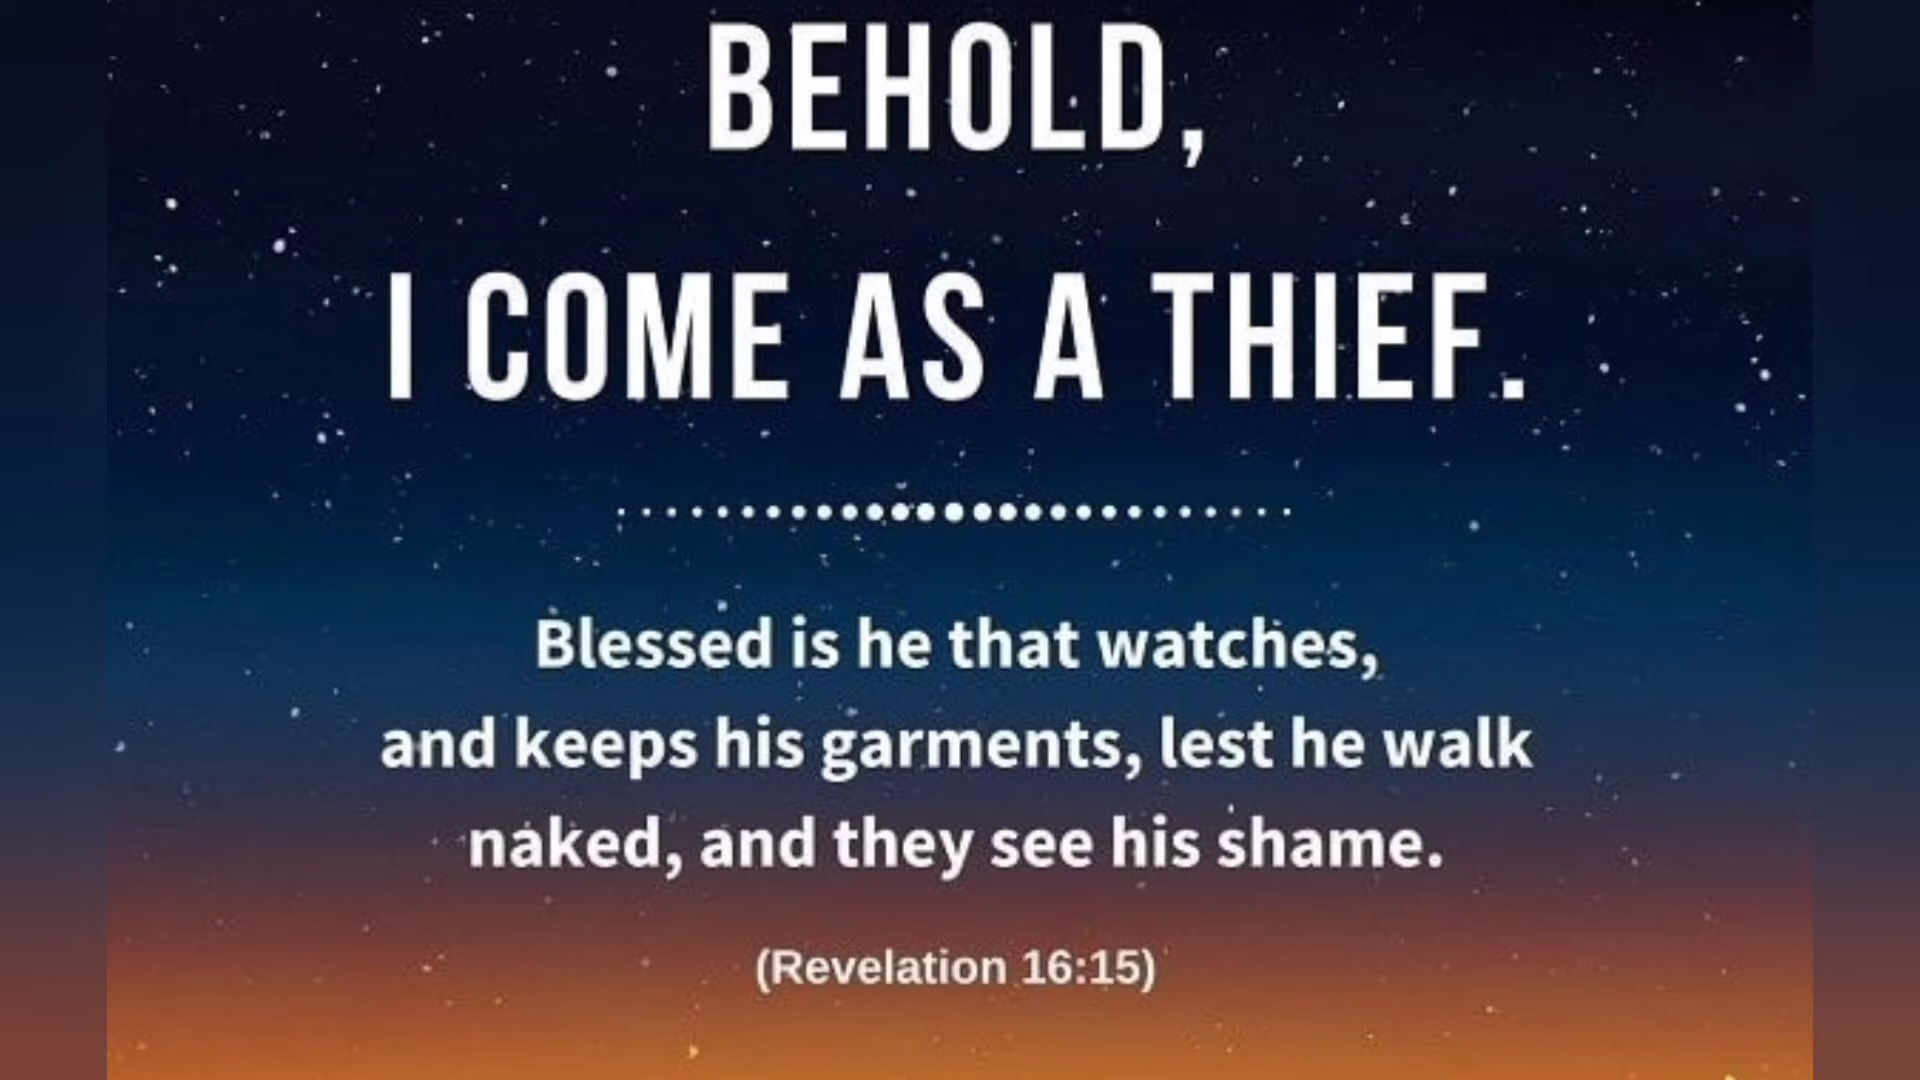 BEHOLD,
I COME AS A THIEF.
Blessed is he that watches,
and keeps his garments, lest he walk
naked, and they see his shame.
(Revelation 16:15)